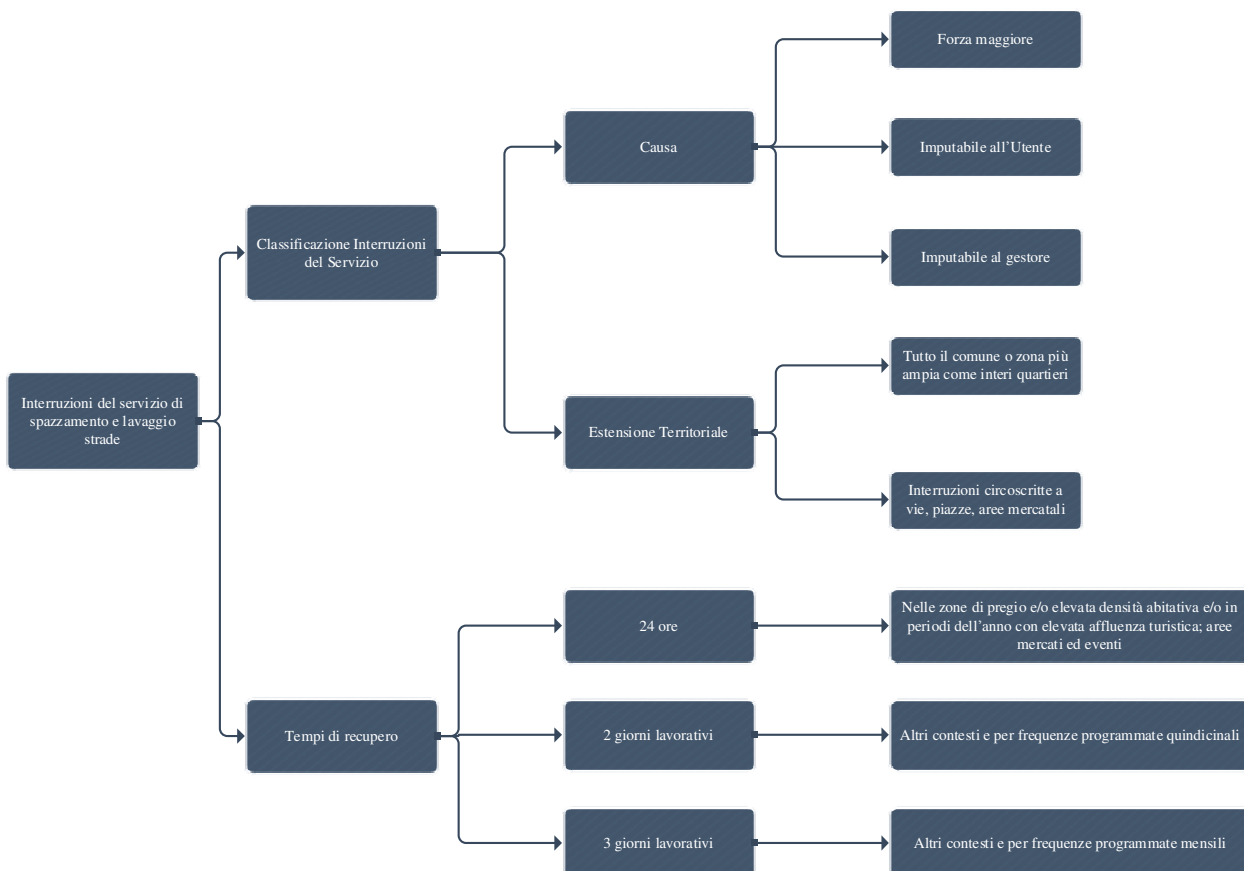 Interruzioni del servizio di
spazzamento e lavaggio
strade
Classificazione Interruzioni
del Servizio
Causa
Forza maggiore
Imputabile all’Utente
Imputabile al gestore
Estensione Territoriale
Tutto il comune o zona più
ampia come interi quartieri
Interruzioni circoscritte a
vie, piazze, aree mercatali
Tempi di recupero
24 ore
Nelle zone di pregio e/o elevata densità abitativa e/o in
periodi dell’anno con elevata affluenza turistica; aree
mercati ed eventi
2 giorni lavorativi
Altri contesti e per frequenze programmate quindicinali
3 giorni lavorativi
Altri contesti e per frequenze programmate mensili